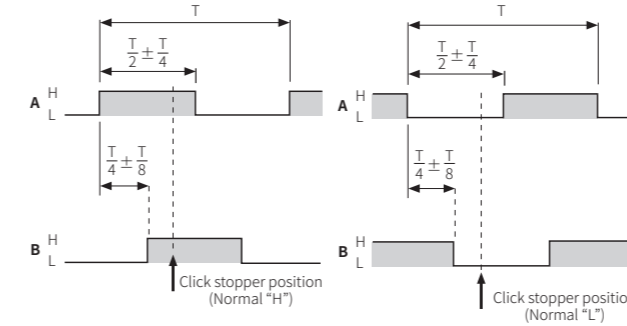 T
T/2 ± T/4
A H
L
T/4 ± T/8
B H
L
Click stopper position
(Normal “H”)
T
T/2 ± T/4
A H
L
T/4 ± T/8
B H
L
Click stopper positio
(Normal “L”)